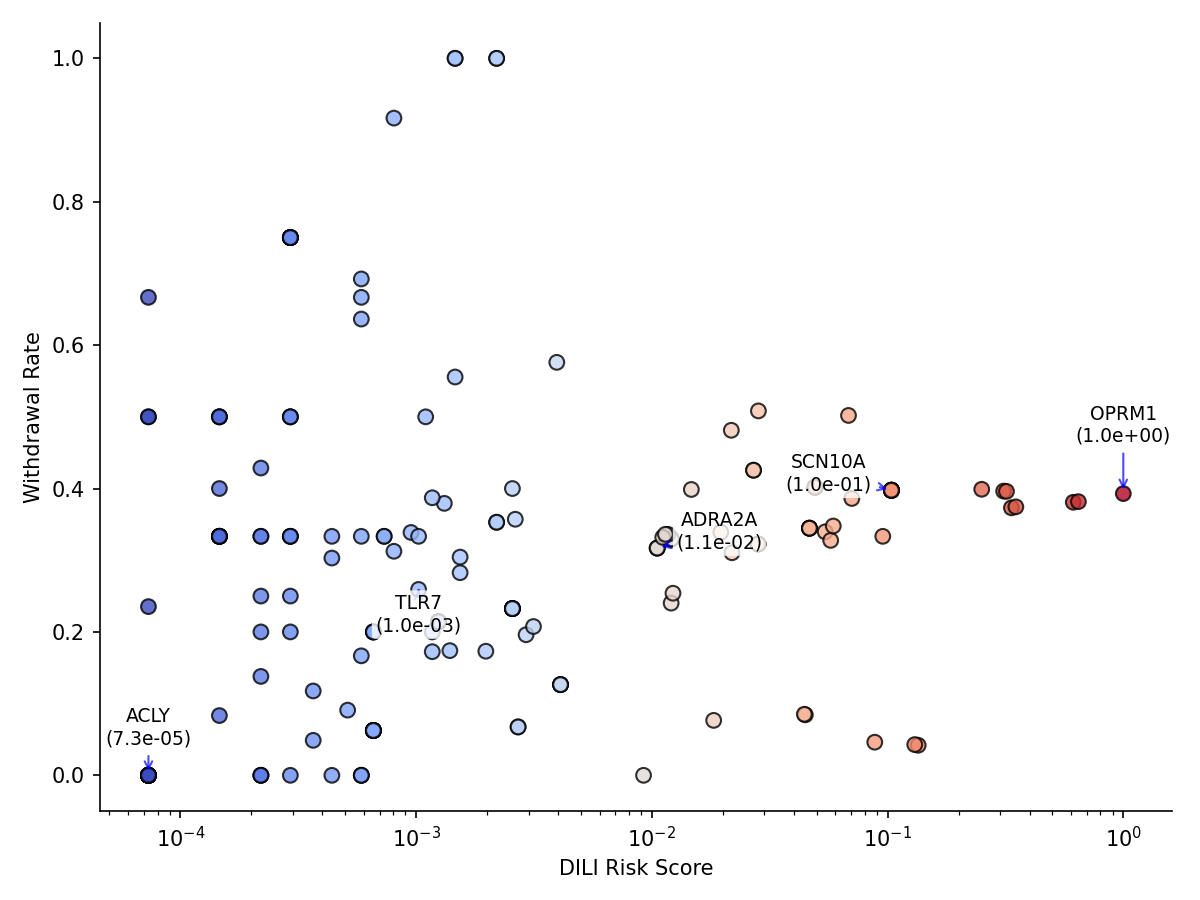 1.0
0.8
0.6
0.4
0.2
0.0
Withdrawal Rate
OPRM1
(1.0e+00)
SCN10A
(1.0e-01)
ADRA2A
(1.1e-02)
TLR7
(1.0e-03)
ACLY
(7.3e-05)
10⁻⁴ 10⁻³ 10⁻² 10⁻¹ 10⁰
DILI Risk Score